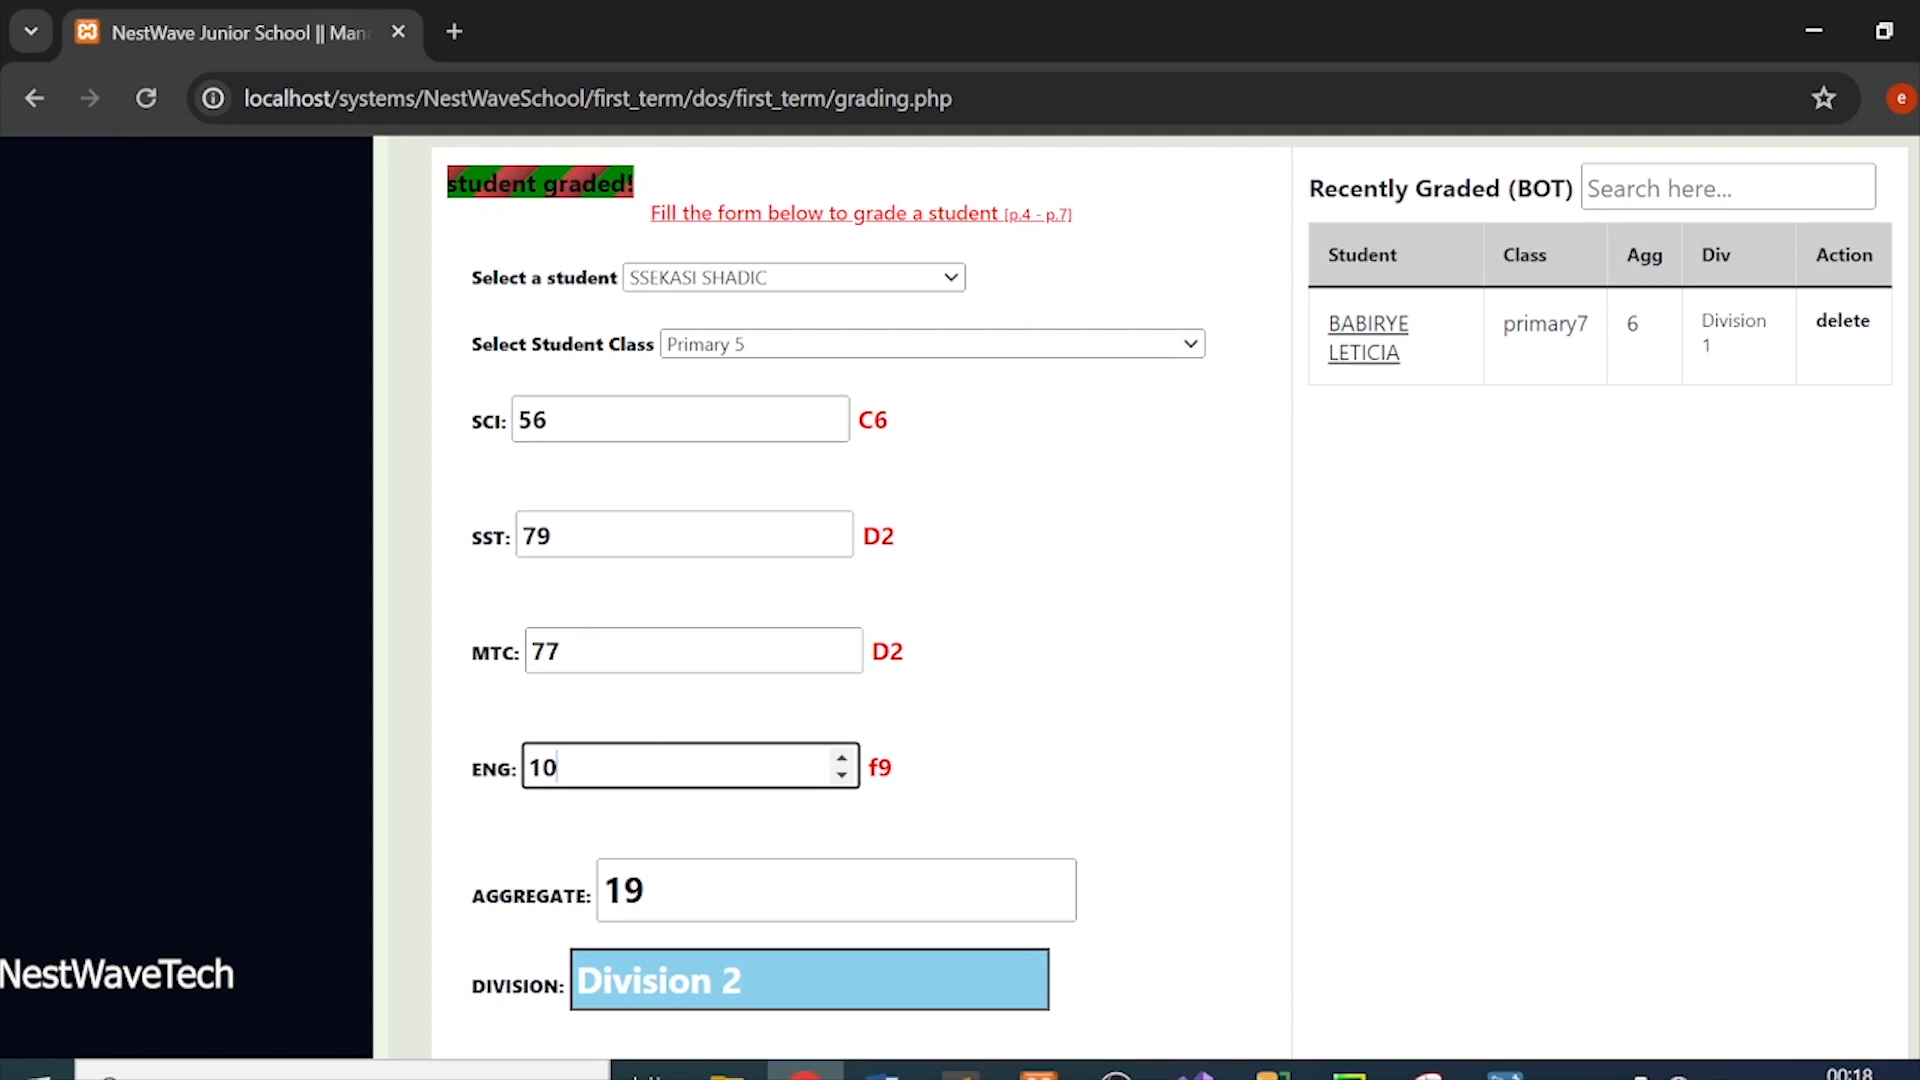 NestWave Junior School || Man
localhost/systems/NestWaveSchool/first_term/dos/first_term/grading.php
e
student graded!
Fill the form below to grade a student [p.4 - p.7]
Select a student SSEKASI SHADIC
Select Student Class Primary 5
SCI: 56 C6
SST: 79 D2
MTC: 77 D2
ENG: 10 f9
AGGREGATE: 19
DIVISION: Division 2
Recently Graded (BOT) Search here...
Student Class Agg Div Action
BABIRYE LETICIA primary7 6 Division 1 delete
NestWaveTech
00:18